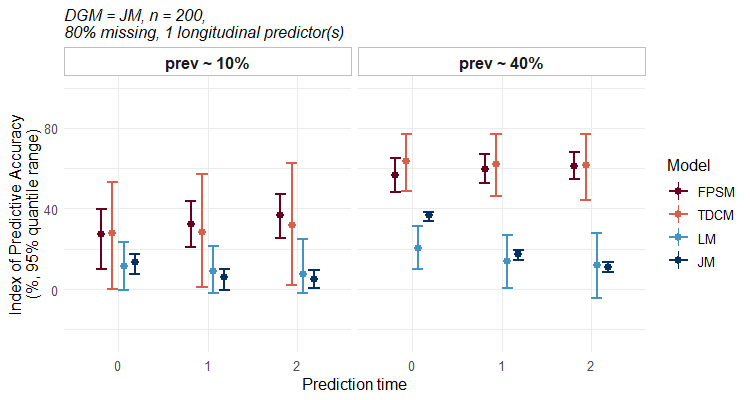 DGM = JM, n = 200,
80% missing, 1 longitudinal predictor(s)
prev ~ 10%
prev ~ 40%
Index of Predictive Accuracy
(%, 95% quantile range)
80
40
0
0
1
2
0
1
2
Prediction time
Model
FPSM
TDCM
LM
JM